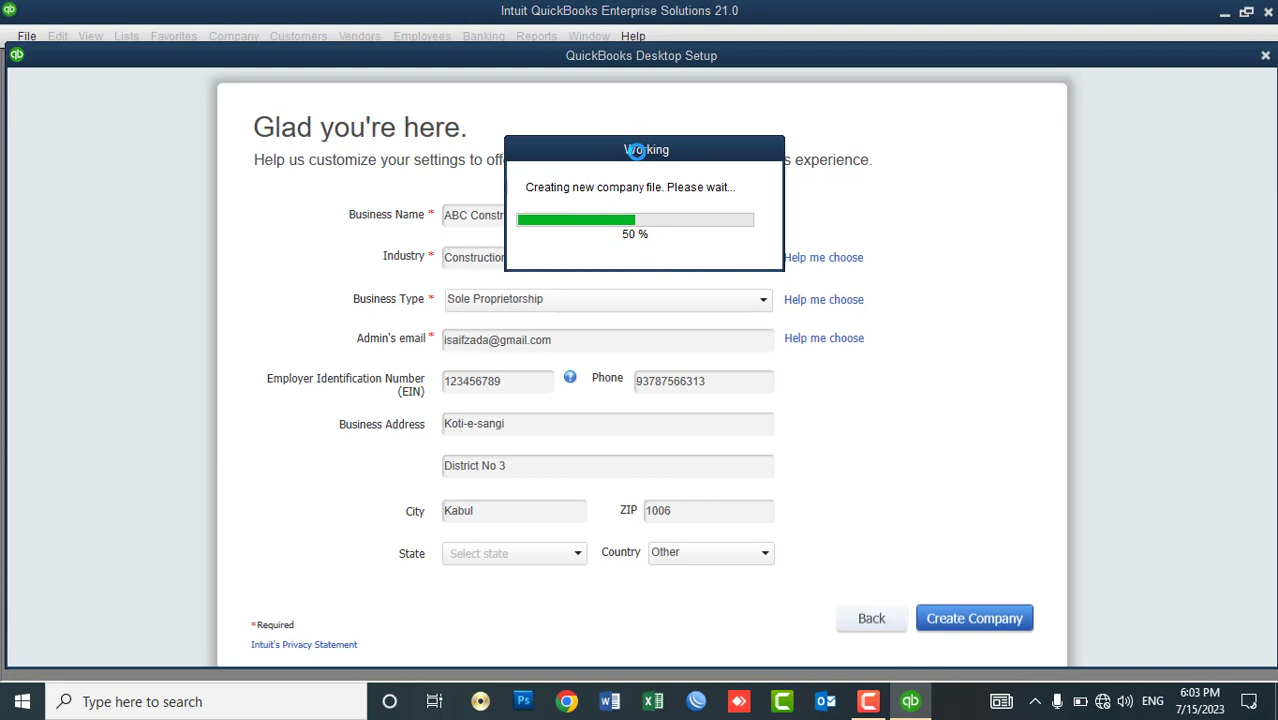 Intuit QuickBooks Enterprise Solutions 21.0
File Edit View Lists Favorites Company Customers Vendors Employees Banking Reports Window Help
QuickBooks Desktop Setup
Glad you're here.
Help us customize your settings to of
s experience.
Working
Creating new company file. Please wait...
50 %
Business Name * ABC Constr
Industry * Construction Help me choose
Business Type * Sole Proprietorship Help me choose
Admin's email * isaifzada@gmail.com Help me choose
Employer Identification Number (EIN) 123456789 ? Phone 93787566313
Business Address Koti-e-sangi
District No 3
City Kabul ZIP 1006
State Select state Country Other
*Required
Back Create Company
Intuit's Privacy Statement
Type here to search
ENG
6:03 PM
7/15/2023